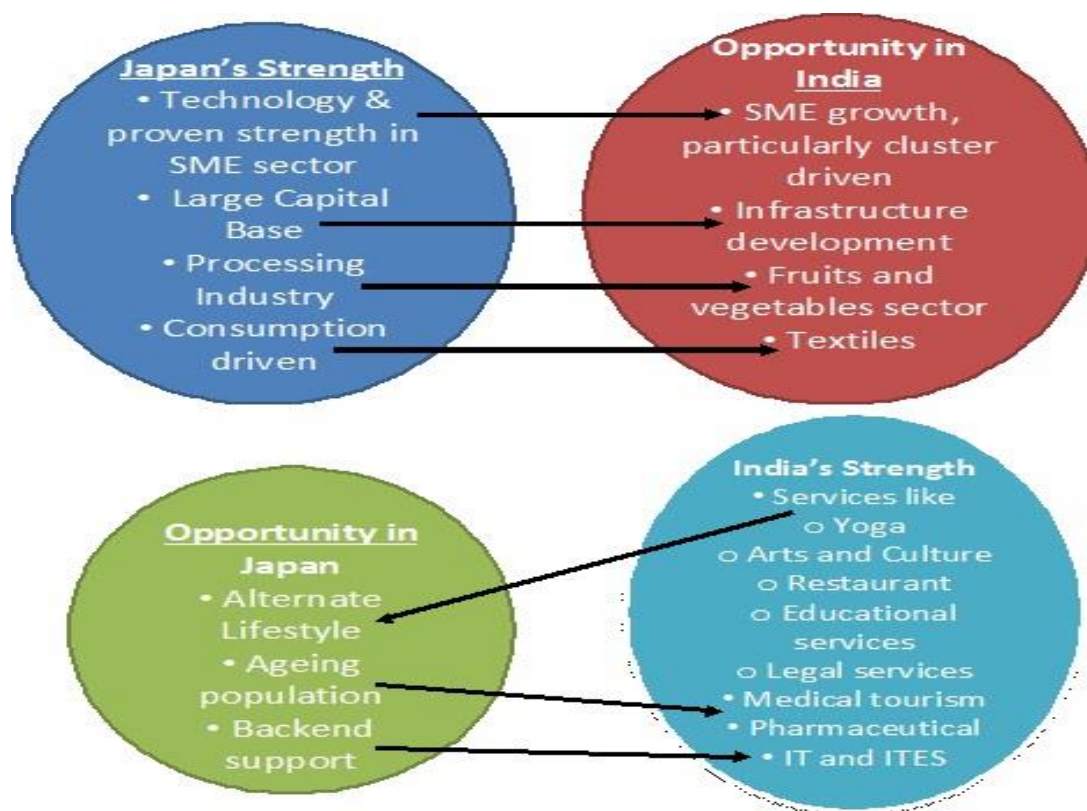 Japan's Strength
• Technology &
proven strength in
SME sector
• Large Capital
Base
• Processing
Industry
• Consumption
driven
Opportunity in
India
• SME growth,
particularly cluster
driven
• Infrastructure
development
• Fruits and
vegetables sector
• Textiles
Opportunity in
Japan
• Alternate
Lifestyle
• Ageing
population
• Backend
support
India's Strength
• Services like
o Yoga
o Arts and Culture
o Restaurant
o Educational
services
o Legal services
• Medical tourism
• Pharmaceutical
• IT and ITES